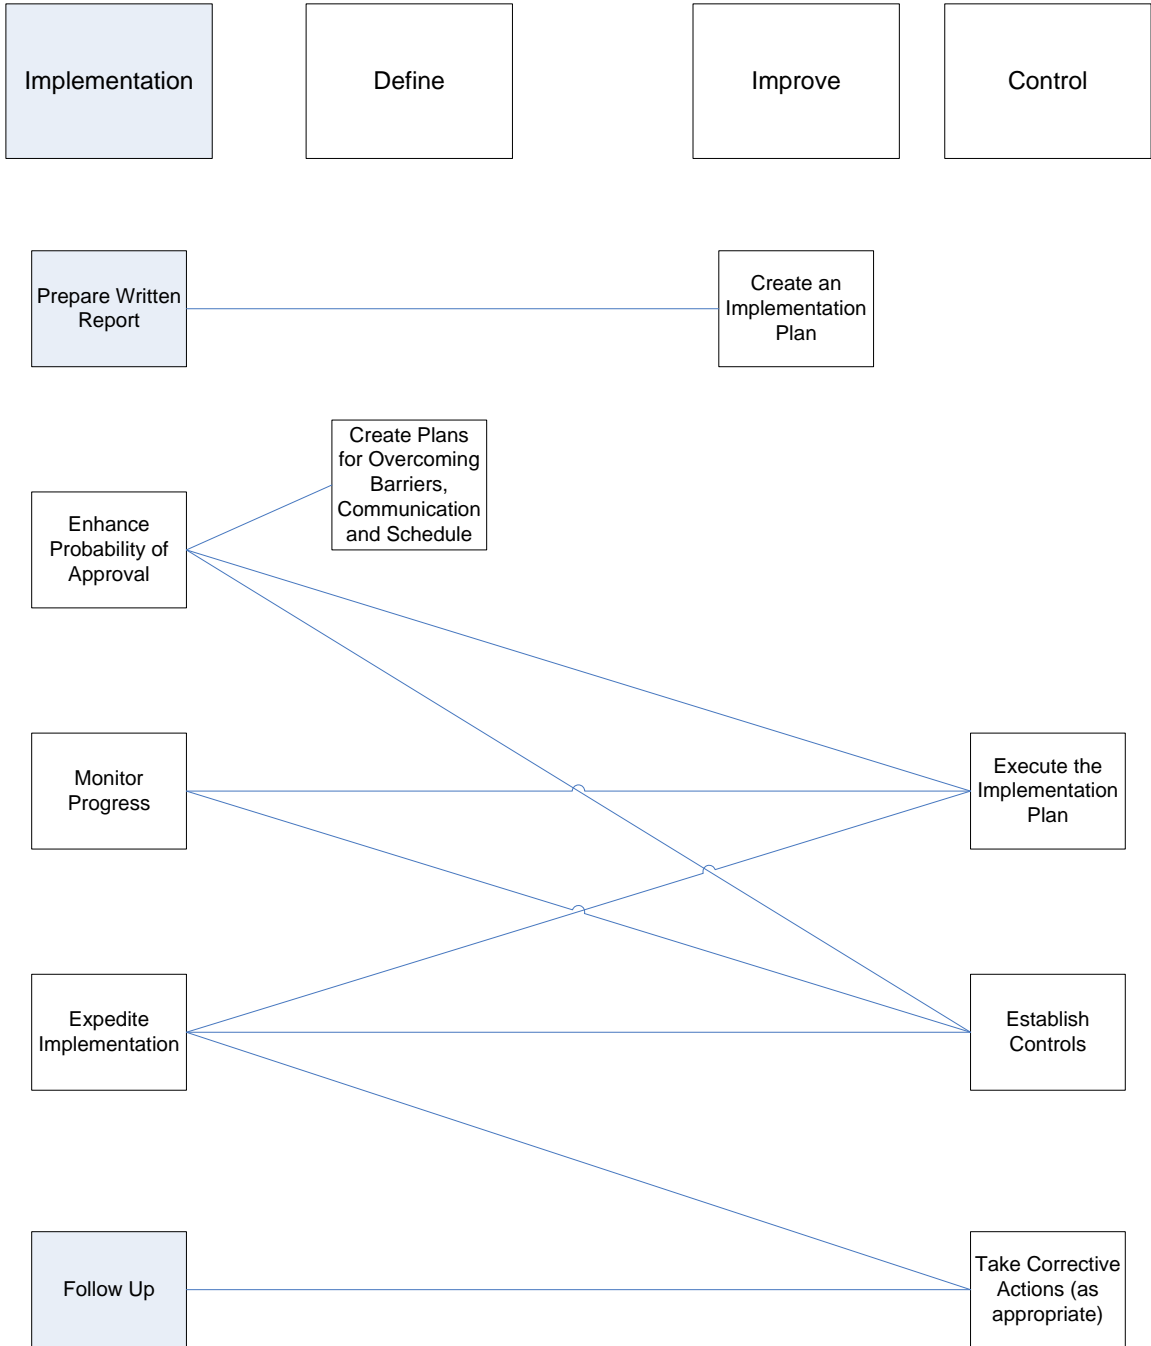 Implementation
Define
Improve
Control
Prepare Written
Report
Create an
Implementation
Plan
Create Plans
for Overcoming
Barriers,
Communication
and Schedule
Enhance
Probability of
Approval
Monitor
Progress
Execute the
Implementation
Plan
Expedite
Implementation
Establish
Controls
Follow Up
Take Corrective
Actions (as
appropriate)